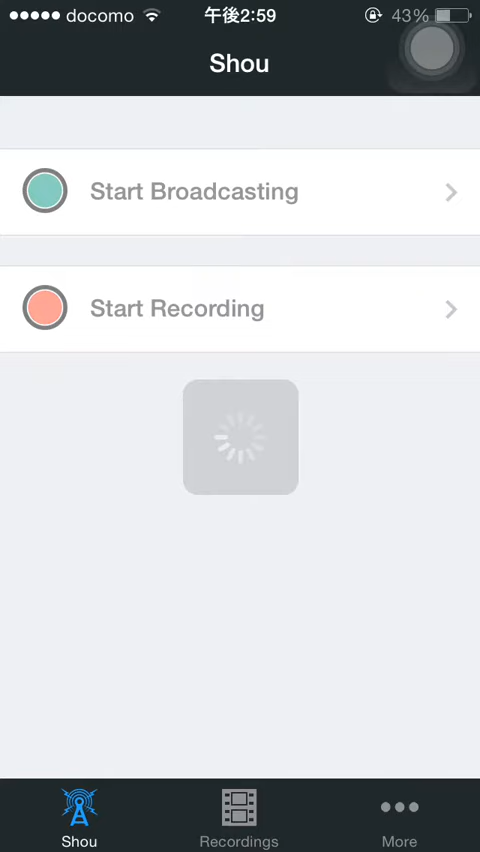 docomo 午後2:59 43%
Shou
Start Broadcasting
Start Recording
Shou Recordings More